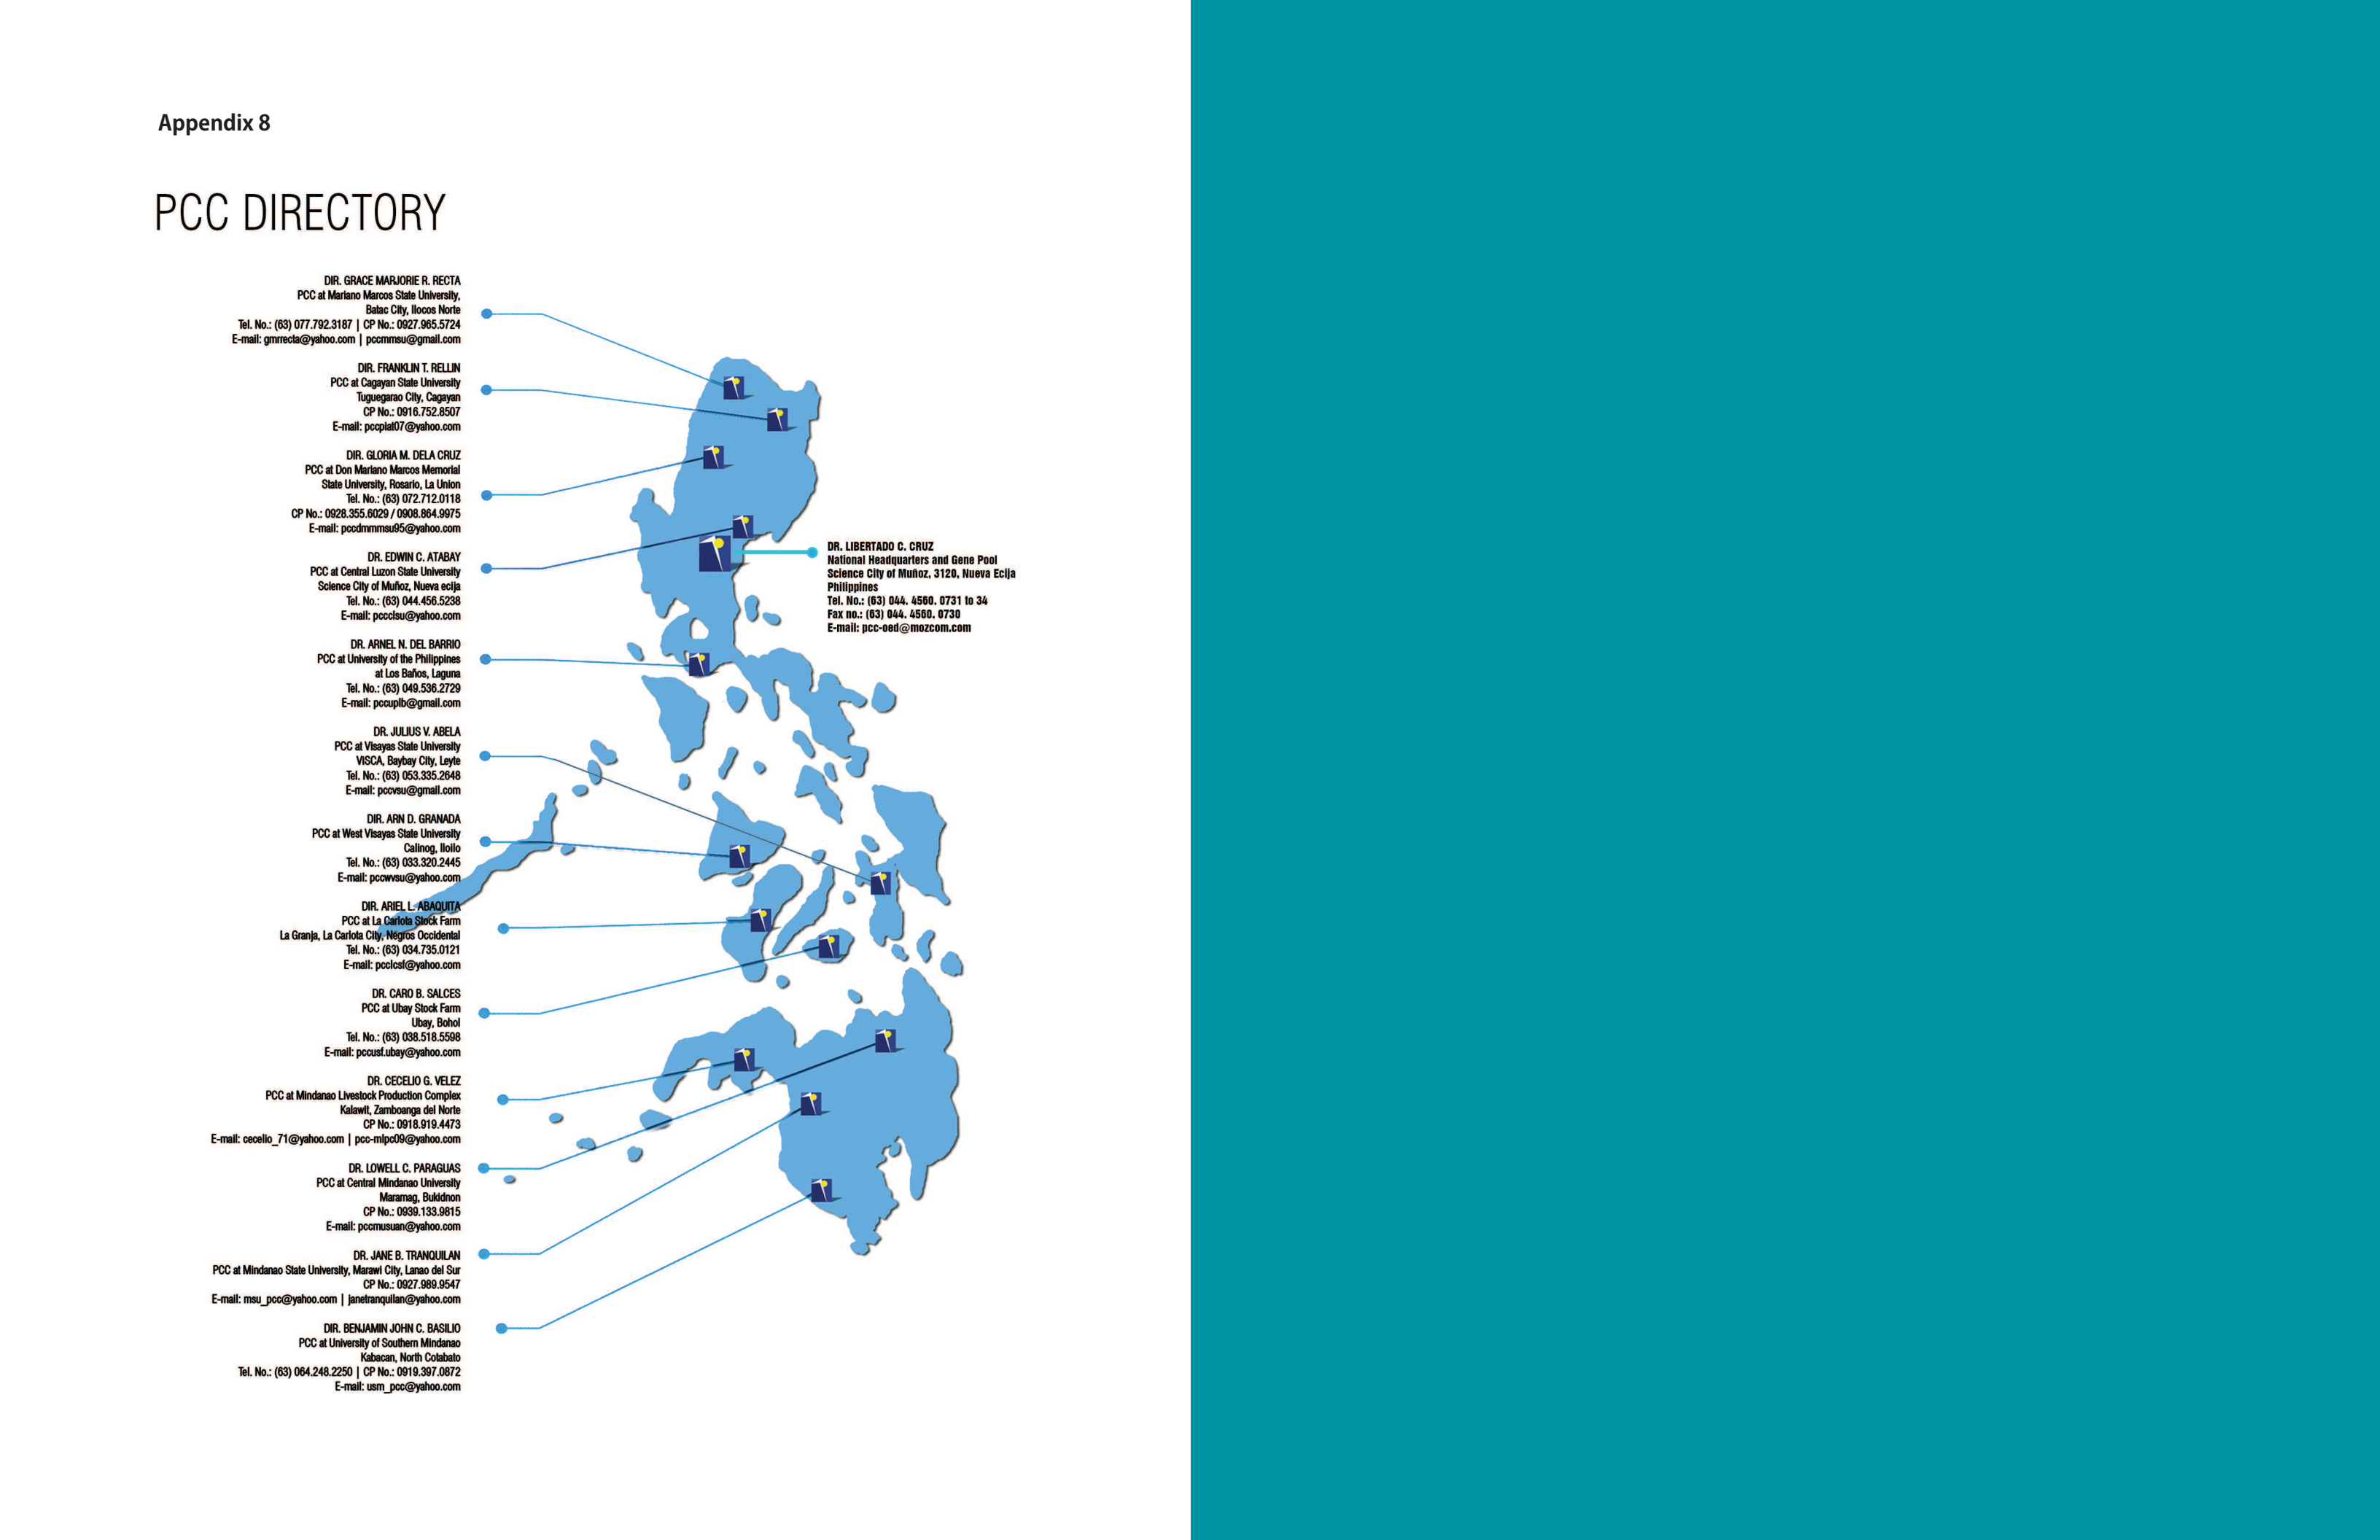 Appendix 8
PCC DIRECTORY
DIR. GRACE MARJORIE R. RECTA
PCC at Mariano Marcos State University,
Batac City, Ilocos Norte
Tel. No.: (63) 077.792.3187 | CP No.: 0927.965.5724
E-mail: gmrrecta@yahoo.com | pccmmsu@gmail.com
DIR. FRANKLIN T. RELLIN
PCC at Cagayan State University
Tuguegarao City, Cagayan
CP No.: 0916.752.8507
E-mail: pccpiat07@yahoo.com
DIR. GLORIA M. DELA CRUZ
PCC at Don Mariano Marcos Memorial
State University, Rosario, La Union
Tel. No.: (63) 072.712.0118
CP No.: 0928.355.6029 / 0908.864.9975
E-mail: pccdmmmsu95@yahoo.com
DR. EDWIN C. ATABAY
PCC at Central Luzon State University
Science City of Muñoz, Nueva ecija
Tel. No.: (63) 044.456.5238
E-mail: pccclsu@yahoo.com
DR. ARNEL N. DEL BARRIO
PCC at University of the Philippines
at Los Baños, Laguna
Tel. No.: (63) 049.536.2729
E-mail: pccuplb@gmail.com
DR. JULIUS V. ABELA
PCC at Visayas State University
VISCA, Baybay City, Leyte
Tel. No.: (63) 053.335.2648
E-mail: pccvsu@gmail.com
DIR. ARN D. GRANADA
PCC at West Visayas State University
Calinog, Iloilo
Tel. No.: (63) 033.320.2445
E-mail: pccwvsu@yahoo.com
DIR. ARIEL L. ABAQUITA
PCC at La Carlota Stock Farm
La Granja, La Carlota City, Negros Occidental
Tel. No.: (63) 034.735.0121
E-mail: pcclcsf@yahoo.com
DR. CARO B. SALCES
PCC at Ubay Stock Farm
Ubay, Bohol
Tel. No.: (63) 038.518.5598
E-mail: pccusf.ubay@yahoo.com
DR. CECELIO G. VELEZ
PCC at Mindanao Livestock Production Complex
Kalawit, Zamboanga del Norte
CP No.: 0918.919.4473
E-mail: cecelio_71@yahoo.com | pcc-mlpc09@yahoo.com
DR. LOWELL C. PARAGUAS
PCC at Central Mindanao University
Maramag, Bukidnon
CP No.: 0939.133.9815
E-mail: pccmusuan@yahoo.com
DR. JANE B. TRANQUILAN
PCC at Mindanao State University, Marawi City, Lanao del Sur
CP No.: 0927.989.9547
E-mail: msu_pcc@yahoo.com | janetranquilan@yahoo.com
DIR. BENJAMIN JOHN C. BASILIO
PCC at University of Southern Mindanao
Kabacan, North Cotabato
Tel. No.: (63) 064.248.2250 | CP No.: 0919.397.0872
E-mail: usm_pcc@yahoo.com
DR. LIBERTADO C. CRUZ
National Headquarters and Gene Pool
Science City of Muñoz, 3120, Nueva Ecija
Philippines
Tel. No.: (63) 044. 4560. 0731 to 34
Fax no.: (63) 044. 4560. 0730
E-mail: pcc-oed@mozcom.com